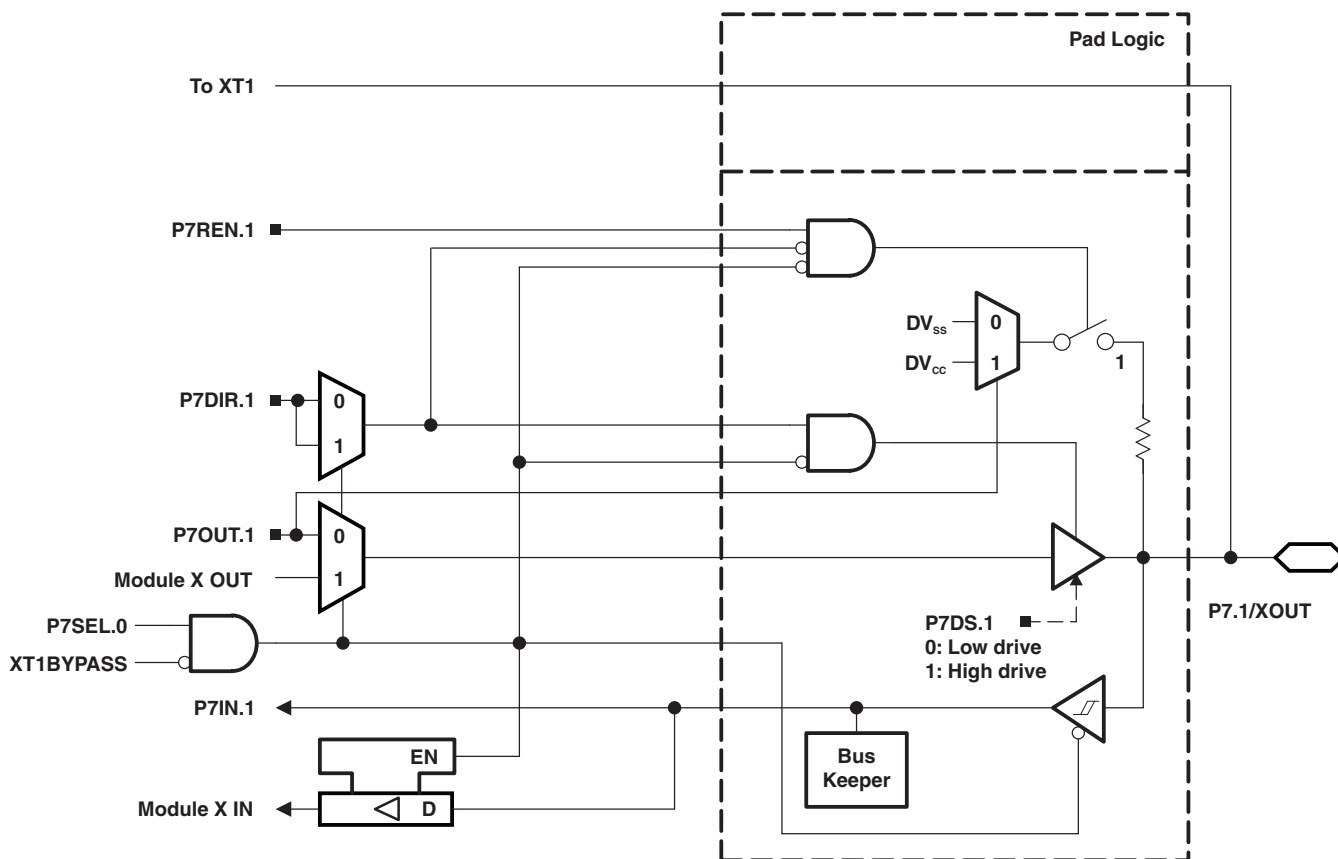 Pad Logic
To XT1
P7REN.1
DVSS
0
DVCC
1
1
P7DIR.1
0
1
P7OUT.1
0
Module X OUT
1
P7SEL.0
XT1BYPASS
P7DS.1
0: Low drive
1: High drive
P7.1/XOUT
P7IN.1
EN
Bus
Keeper
Module X IN
D